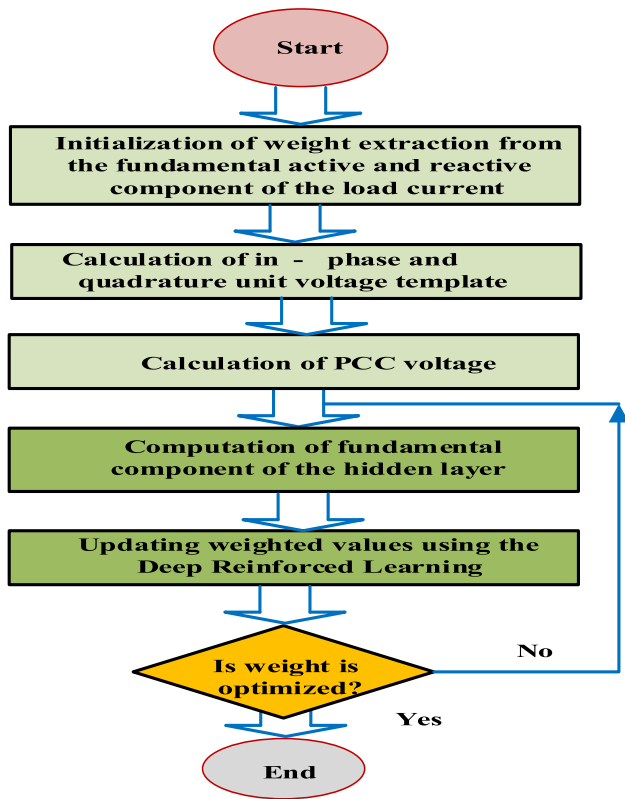 Start
Initialization of weight extraction from
the fundamental active and reactive
component of the load current
Calculation of in - phase and
quadrature unit voltage template
Calculation of PCC voltage
Computation of fundamental
component of the hidden layer
Updating weighted values using the
Deep Reinforced Learning
Is weight is
optimized?
No
Yes
End